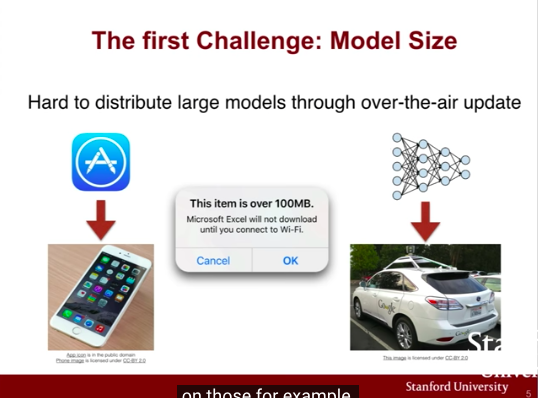 The first Challenge: Model Size
Hard to distribute large models through over-the-air update
This item is over 100MB.
Microsoft Excel will not download
until you connect to Wi-Fi.
Cancel
OK
Google
App icon is in the public domain
Phone image is licensed under CC-BY 2.0
This image is licensed under CC-BY 2.0
Stanford University
5
on those for example